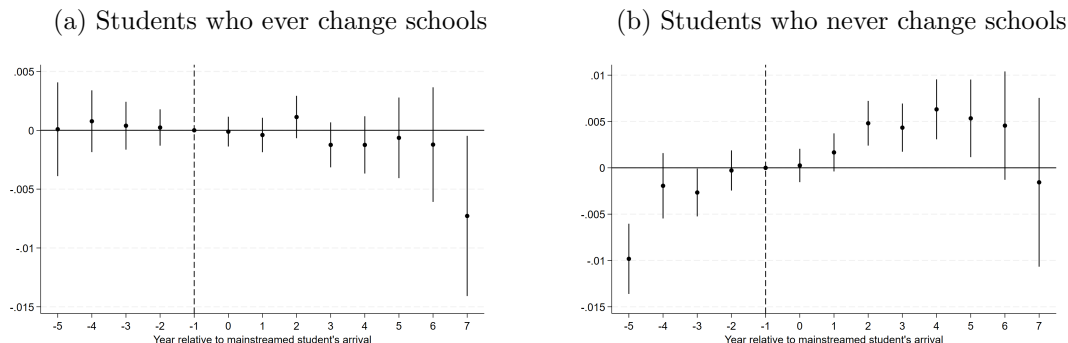 (a) Students who ever change schools
.005
0
-.005
-.01
-.015
-5 -4 -3 -2 -1 0 1 2 3 4 5 6 7
Year relative to mainstreamed student's arrival
(b) Students who never change schools
.01
.005
0
-.005
-.01
-.015
-5 -4 -3 -2 -1 0 1 2 3 4 5 6 7
Year relative to mainstreamed student's arrival